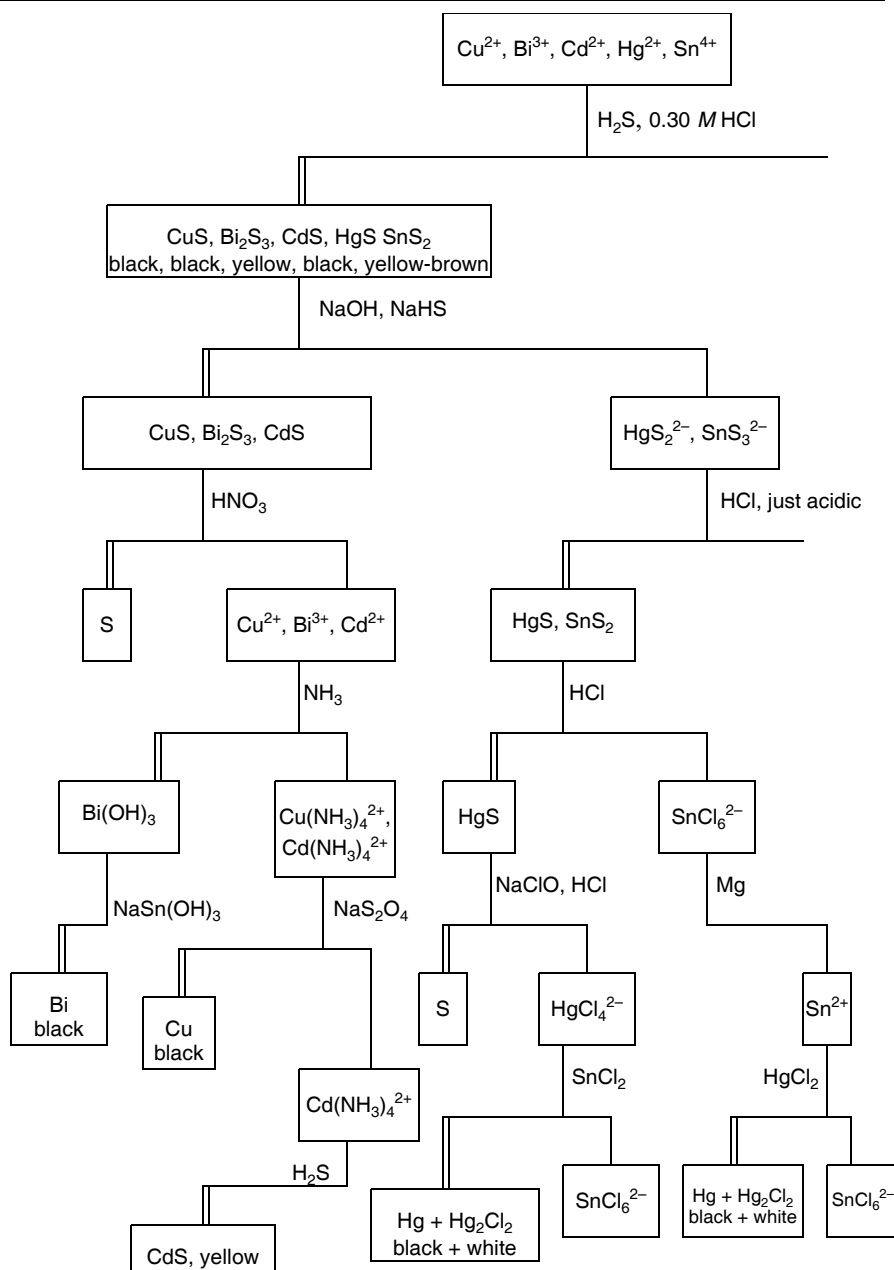 Cu²⁺, Bi³⁺, Cd²⁺, Hg²⁺, Sn⁴⁺
H₂S, 0.30 M HCl
CuS, Bi₂S₃, CdS, HgS SnS₂
black, black, yellow, black, yellow-brown
NaOH, NaHS
CuS, Bi₂S₃, CdS
HgS₂²⁻, SnS₃²⁻
HNO₃
HCl, just acidic
S
Cu²⁺, Bi³⁺, Cd²⁺
HgS, SnS₂
NH₃
HCl
Bi(OH)₃
Cu(NH₃)₄²⁺,
Cd(NH₃)₄²⁺
HgS
SnCl₆²⁻
NaSn(OH)₃
NaS₂O₄
NaClO, HCl
Mg
Bi
black
Cu
black
S
HgCl₄²⁻
Sn²⁺
Cd(NH₃)₄²⁺
SnCl₂
HgCl₂
H₂S
CdS, yellow
Hg + Hg₂Cl₂
black + white
SnCl₆²⁻
Hg + Hg₂Cl₂
black + white
SnCl₆²⁻